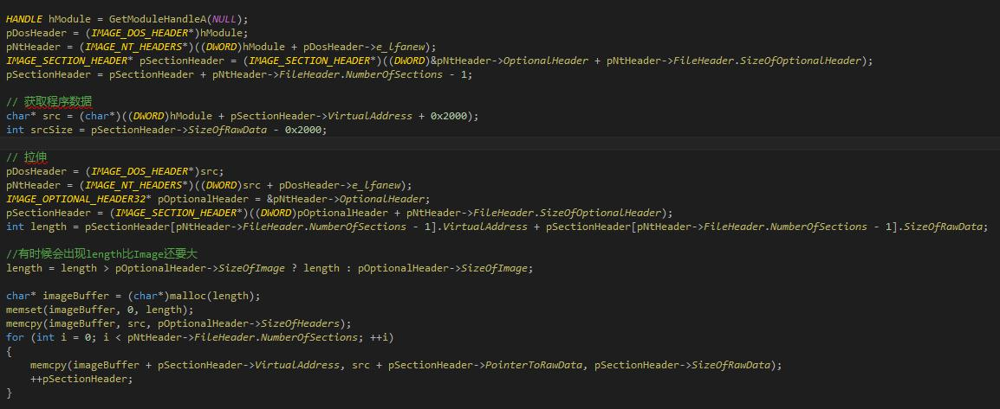 HANDLE hModule = GetModuleHandleA(NULL);
pDosHeader = (IMAGE_DOS_HEADER*)hModule;
pNtHeader = (IMAGE_NT_HEADERS*)((DWORD)hModule + pDosHeader->e_lfanew);
IMAGE_SECTION_HEADER* pSectionHeader = (IMAGE_SECTION_HEADER*)((DWORD)&pNtHeader->OptionalHeader + pNtHeader->FileHeader.SizeOfOptionalHeader);
pSectionHeader = pSectionHeader + pNtHeader->FileHeader.NumberOfSections - 1;
// 获取程序数据
char* src = (char*)((DWORD)hModule + pSectionHeader->VirtualAddress + 0x2000);
int srcSize = pSectionHeader->SizeOfRawData - 0x2000;
// 拉伸
pDosHeader = (IMAGE_DOS_HEADER*)src;
pNtHeader = (IMAGE_NT_HEADERS*)((DWORD)src + pDosHeader->e_lfanew);
IMAGE_OPTIONAL_HEADER32* pOptionalHeader = &pNtHeader->OptionalHeader;
pSectionHeader = (IMAGE_SECTION_HEADER*)((DWORD)pOptionalHeader + pNtHeader->FileHeader.SizeOfOptionalHeader);
int length = pSectionHeader[pNtHeader->FileHeader.NumberOfSections - 1].VirtualAddress + pSectionHeader[pNtHeader->FileHeader.NumberOfSections - 1].SizeOfRawData;
//有时候会出现length比Image还要大
length = length > pOptionalHeader->SizeOfImage ? length : pOptionalHeader->SizeOfImage;
char* imageBuffer = (char*)malloc(length);
memset(imageBuffer, 0, length);
memcpy(imageBuffer, src, pOptionalHeader->SizeOfHeaders);
for (int i = 0; i < pNtHeader->FileHeader.NumberOfSections; ++i)
{
memcpy(imageBuffer + pSectionHeader->VirtualAddress, src + pSectionHeader->PointerToRawData, pSectionHeader->SizeOfRawData);
++pSectionHeader;
}